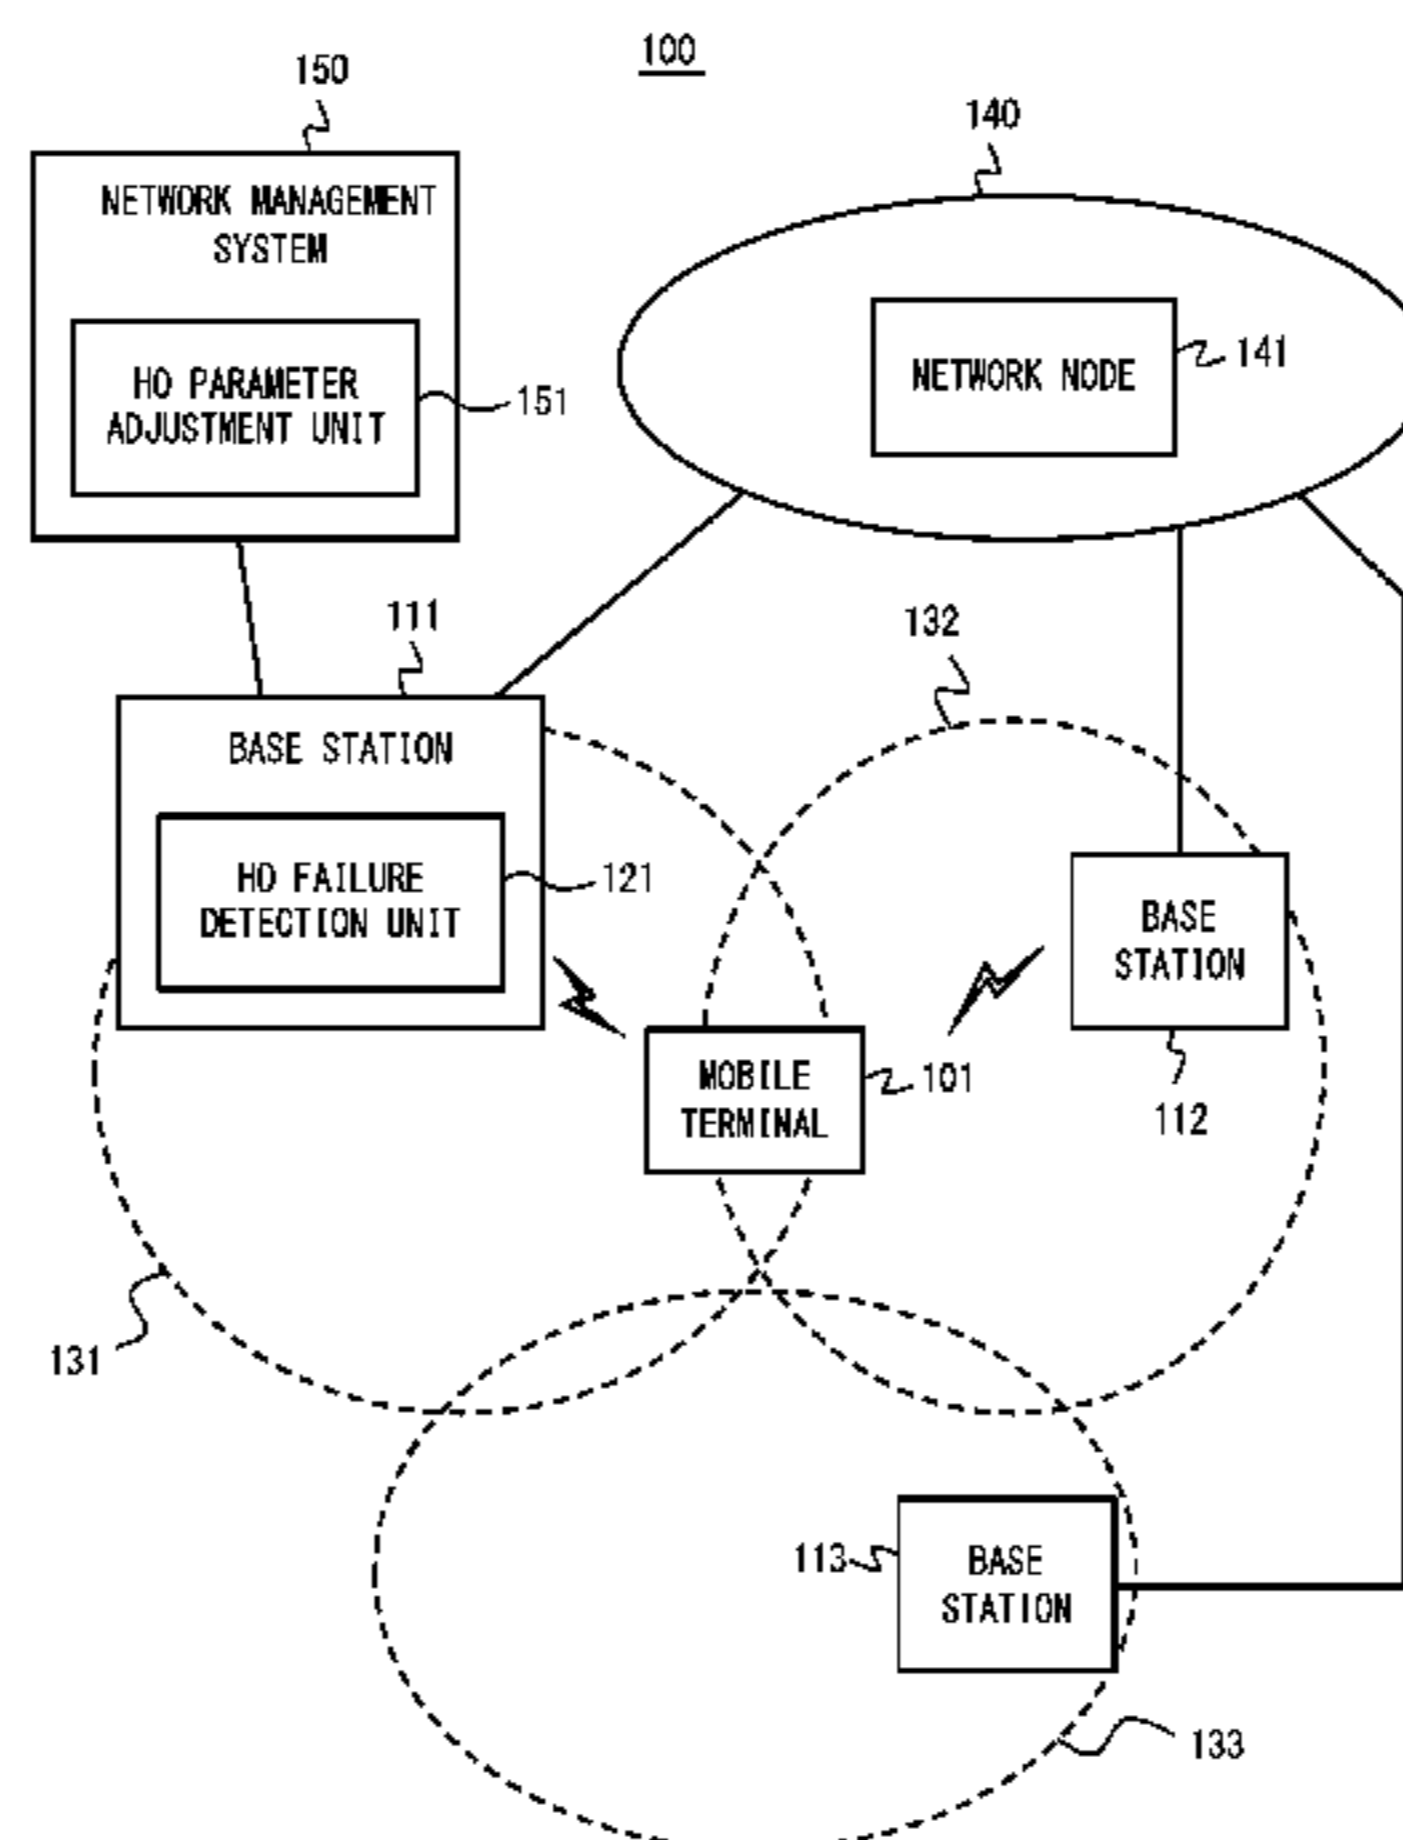 100
150
140
NETWORK MANAGEMENT
SYSTEM
HO PARAMETER
ADJUSTMENT UNIT
151
NETWORK NODE
141
111
132
BASE STATION
HO FAILURE
DETECTION UNIT
121
BASE
STATION
112
MOBILE
TERMINAL
101
131
113
BASE
STATION
133